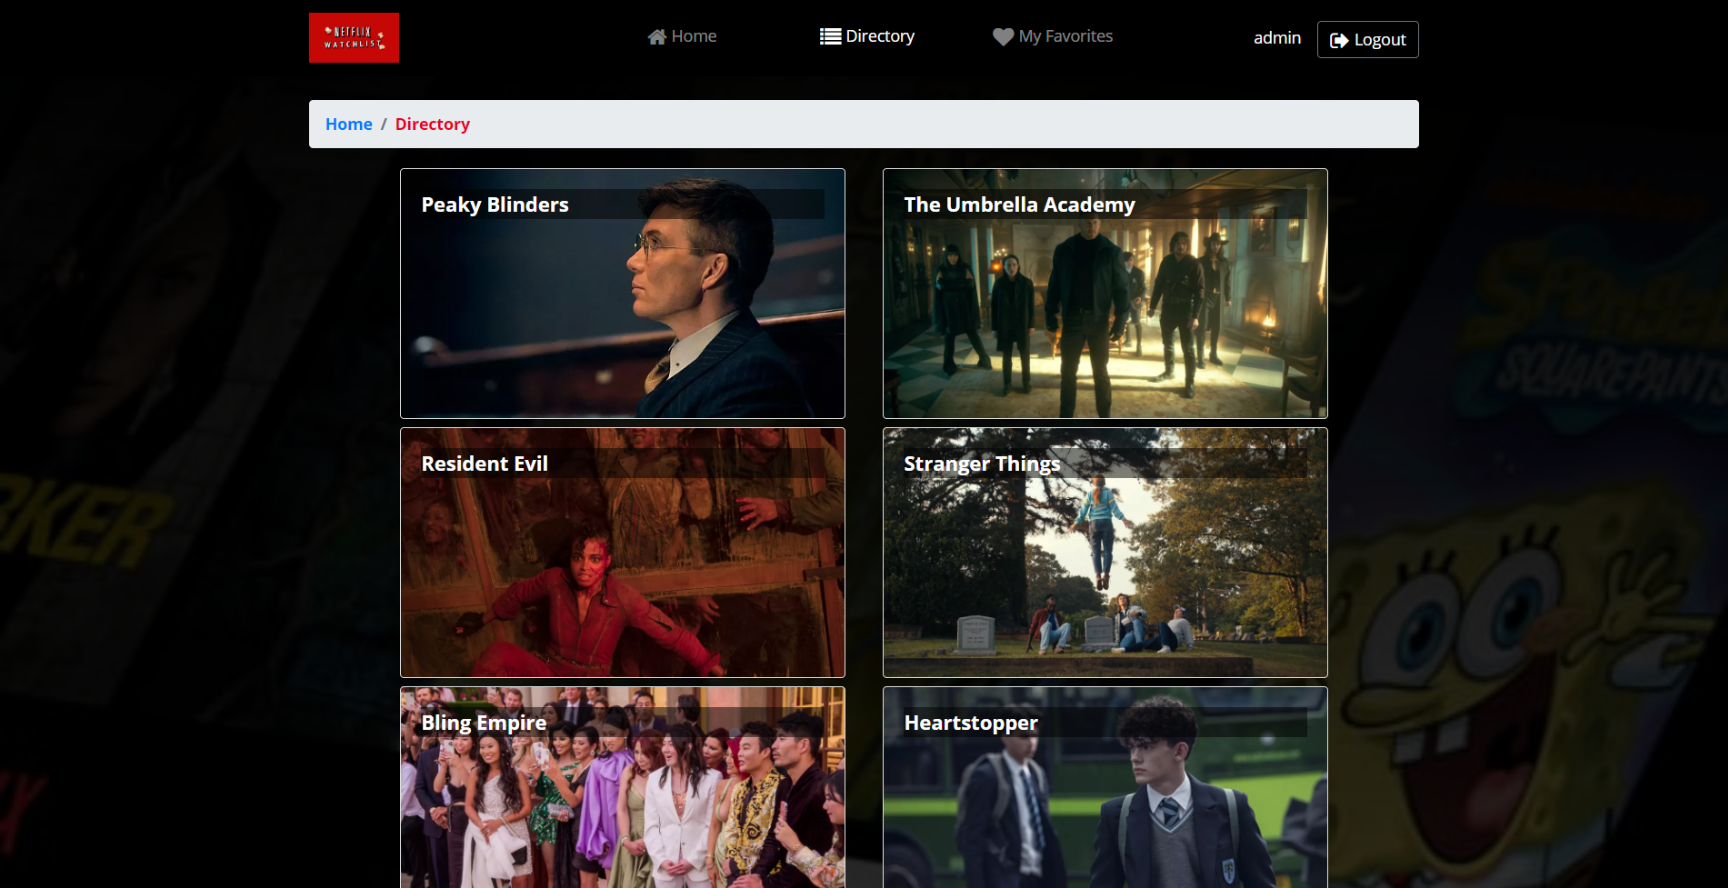 NETFLIX
WATCHLIST
Home
Directory
My Favorites
admin
Logout
Home / Directory
Peaky Blinders
The Umbrella Academy
Resident Evil
Stranger Things
Bling Empire
Heartstopper
SPONGEBOB
SQUAREPANTS
RKER